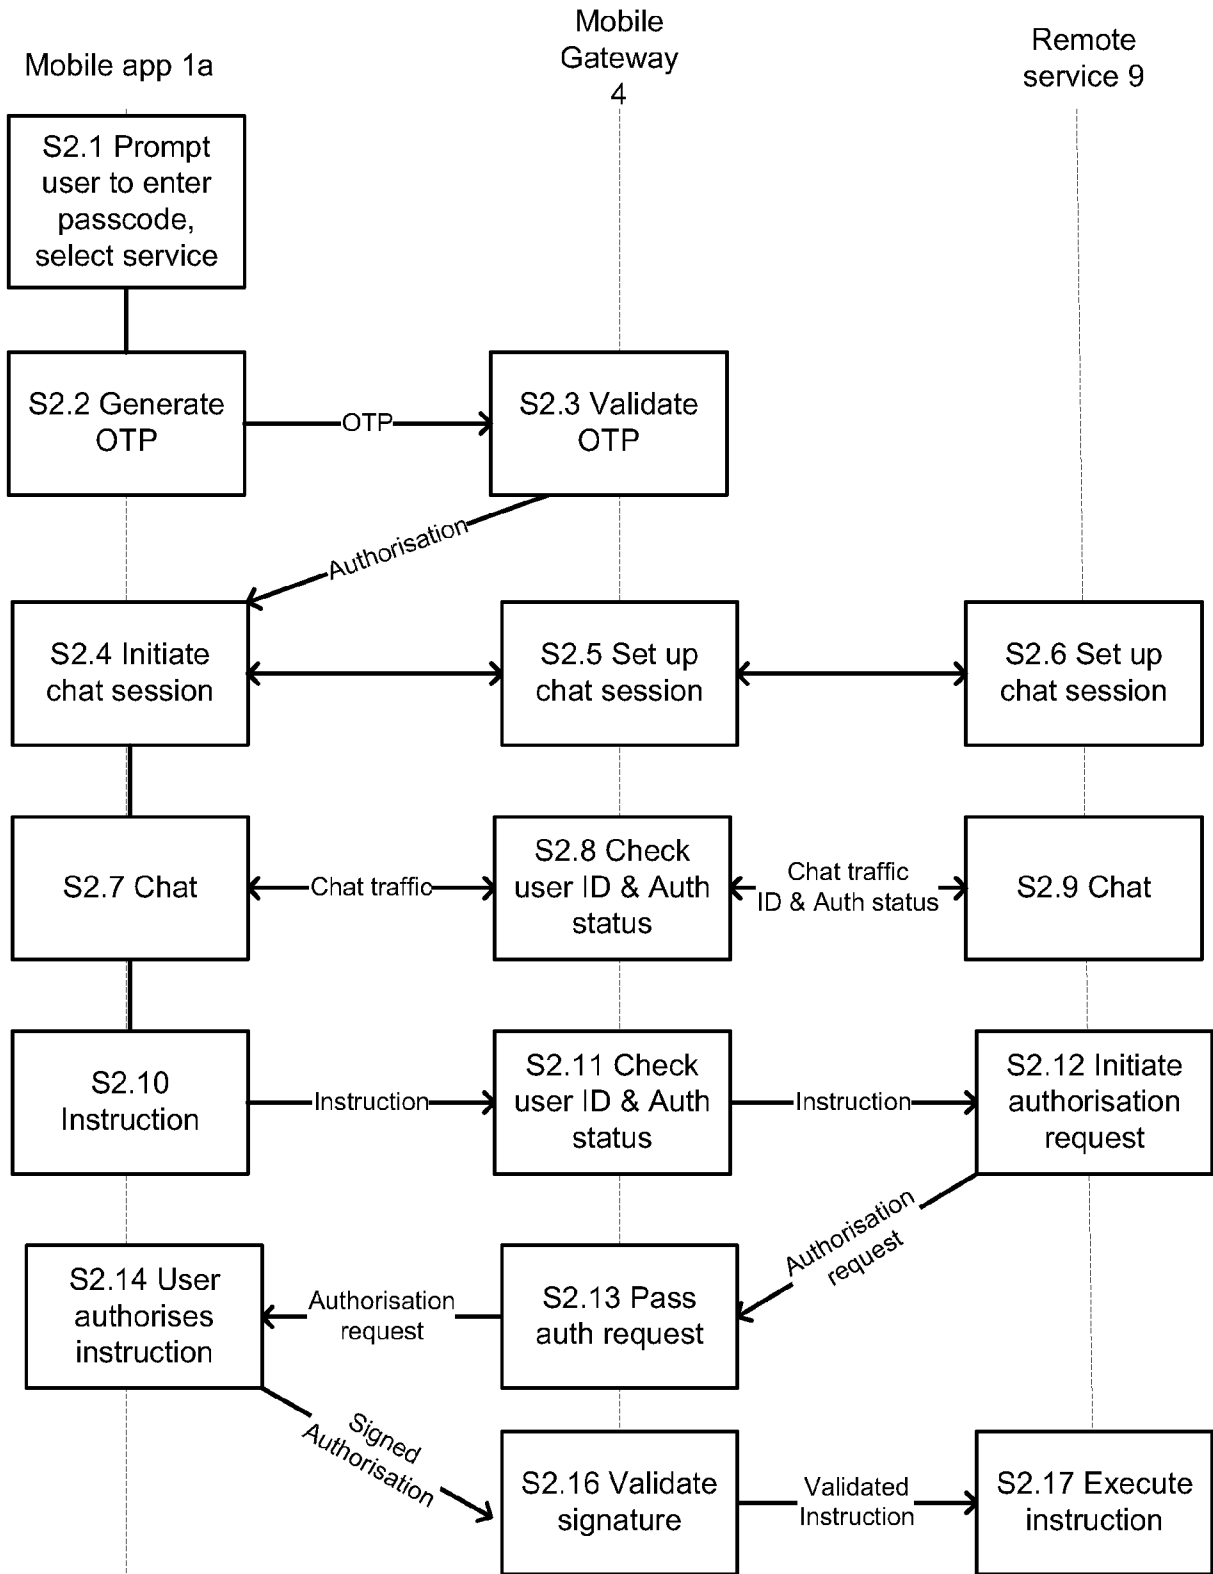 Mobile app 1a
Mobile
Gateway
4
Remote
service 9
S2.1 Prompt
user to enter
passcode,
select service
S2.2 Generate
OTP
OTP
S2.3 Validate
OTP
Authorisation
S2.4 Initiate
chat session
S2.5 Set up
chat session
S2.6 Set up
chat session
S2.7 Chat
Chat traffic
S2.8 Check
user ID & Auth
status
Chat traffic
ID & Auth status
S2.9 Chat
S2.10
Instruction
Instruction
S2.11 Check
user ID & Auth
status
Instruction
S2.12 Initiate
authorisation
request
Authorisation
request
S2.14 User
authorises
instruction
Authorisation
request
S2.13 Pass
auth request
Signed
Authorisation
S2.16 Validate
signature
Validated
Instruction
S2.17 Execute
instruction